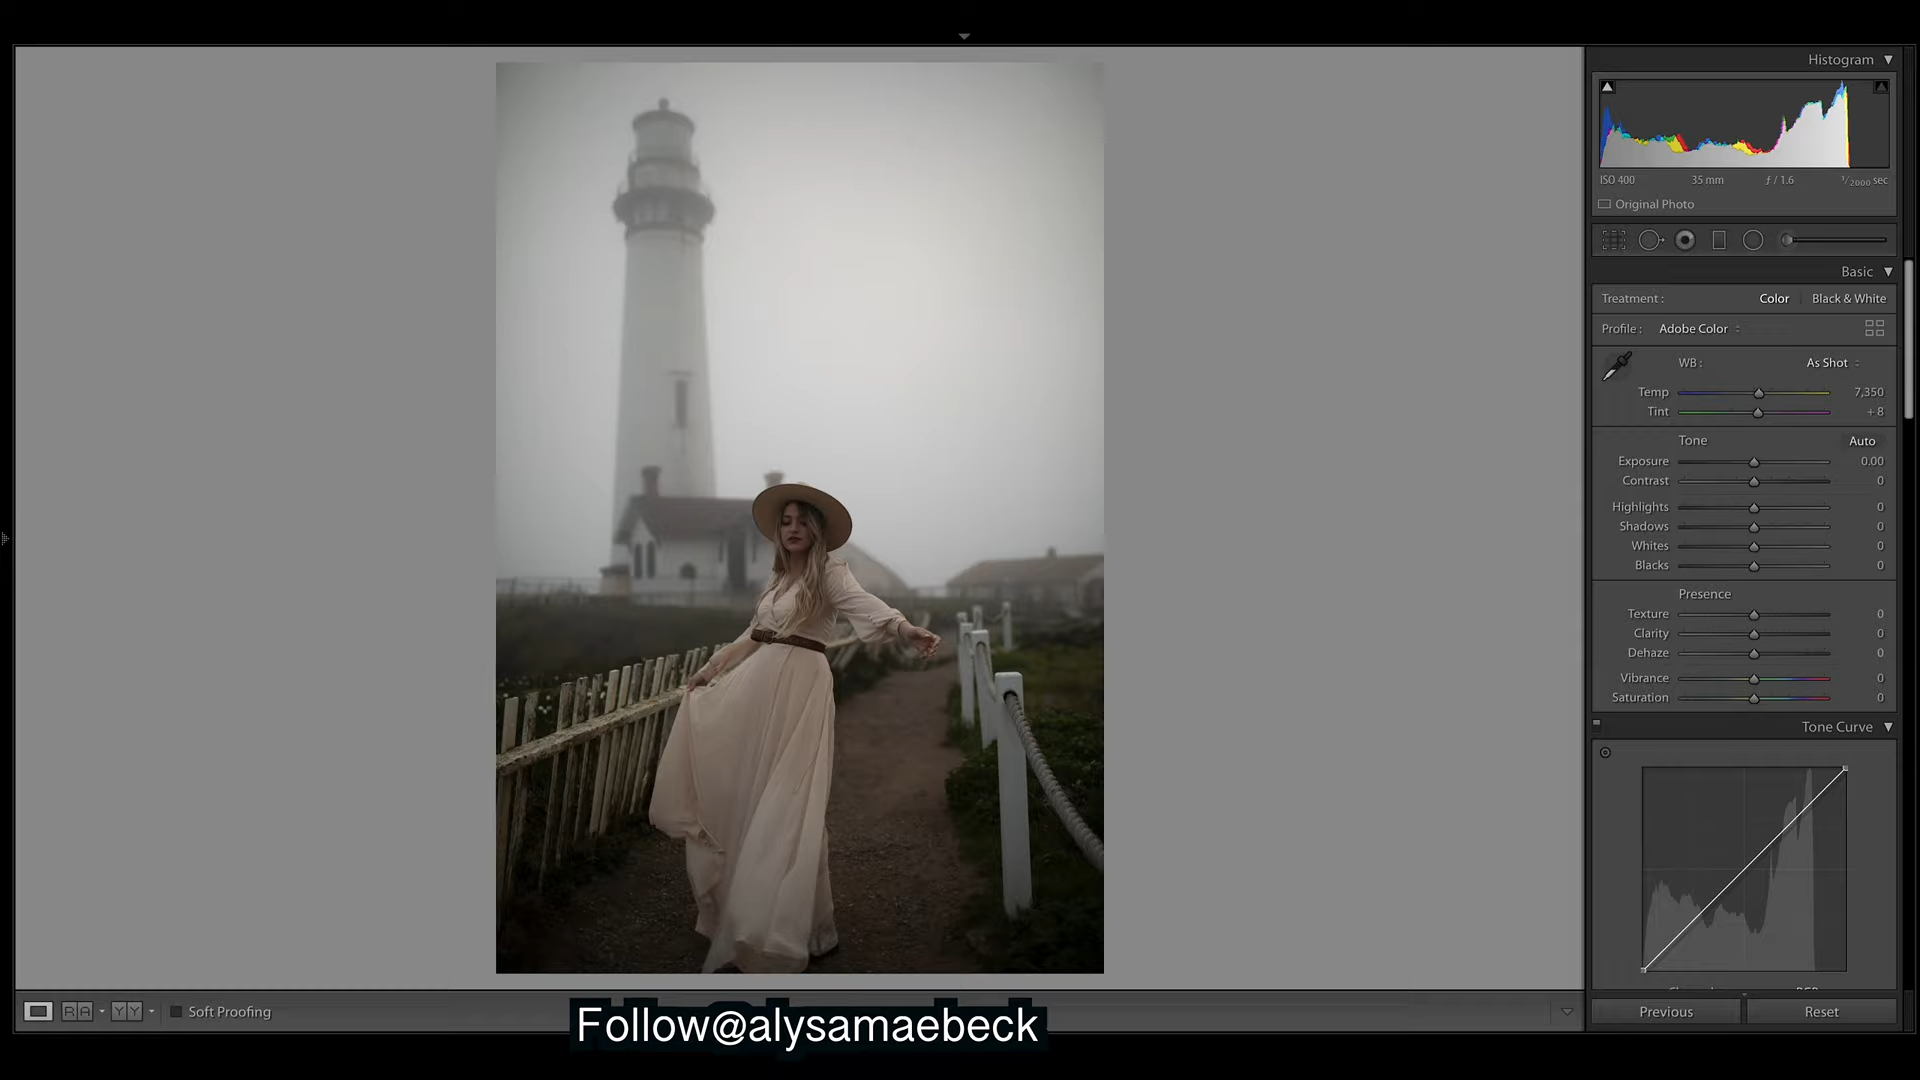 Histogram
ISO 400 35 mm ƒ / 1.6 1/2000 sec
Original Photo
Basic
Treatment : Color Black & White
Profile : Adobe Color
WB : As Shot
Temp 7,350
Tint + 8
Tone Auto
Exposure 0.00
Contrast 0
Highlights 0
Shadows 0
Whites 0
Blacks 0
Presence
Texture 0
Clarity 0
Dehaze 0
Vibrance 0
Saturation 0
Tone Curve
R A Y Y Soft Proofing
Previous Reset
Follow@alysamaebeck